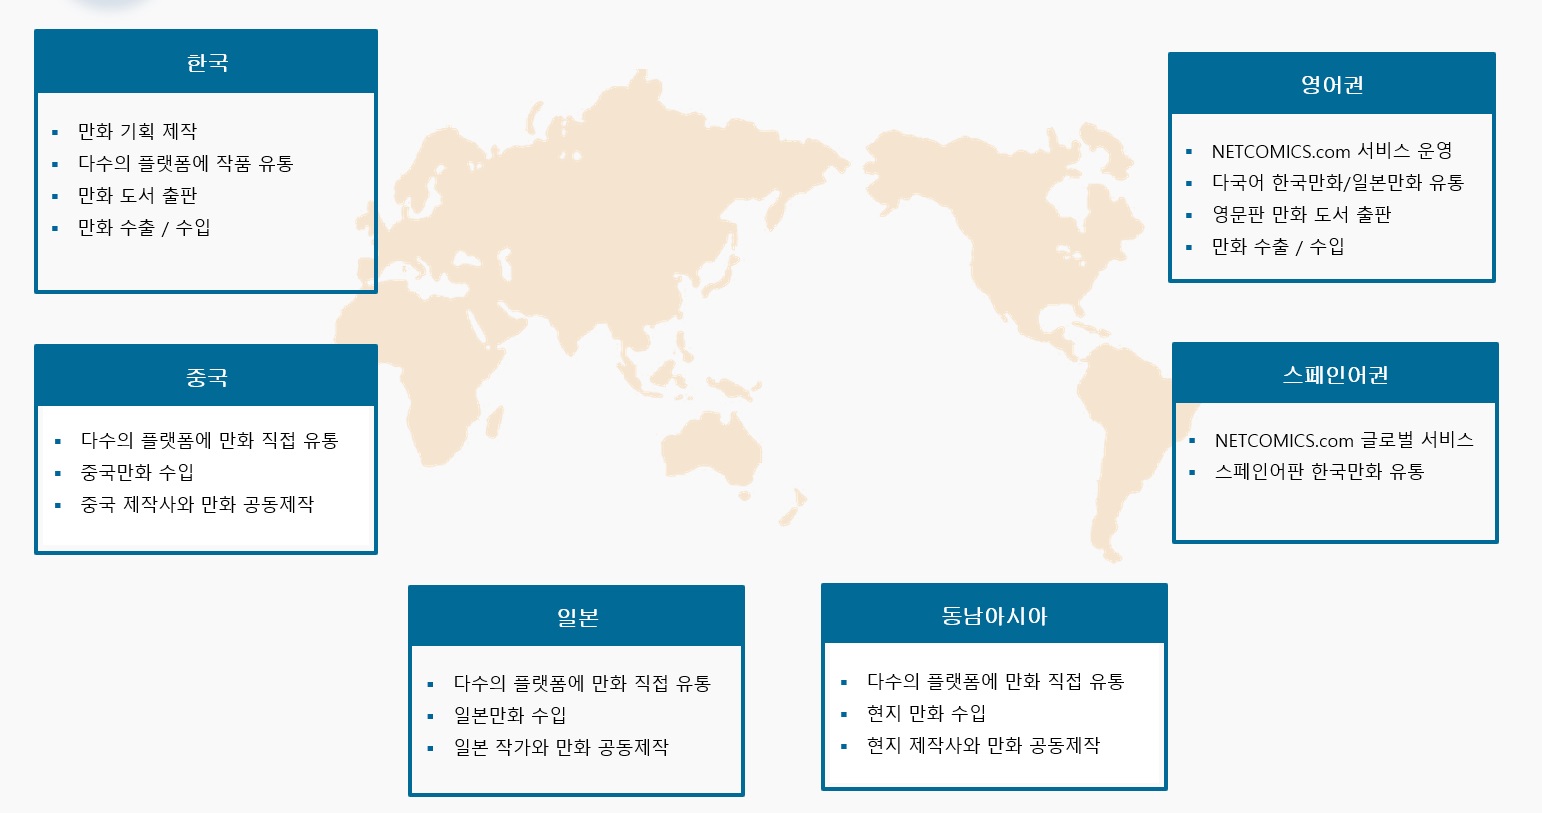 한국
▪ 만화 기획 제작
▪ 다수의 플랫폼에 작품 유통
▪ 만화 도서 출판
▪ 만화 수출 / 수입
영어권
▪ NETCOMICS.com 서비스 운영
▪ 다국어 한국만화/일본만화 유통
▪ 영문판 만화 도서 출판
▪ 만화 수출 / 수입
중국
▪ 다수의 플랫폼에 만화 직접 유통
▪ 중국만화 수입
▪ 중국 제작사와 만화 공동제작
스페인어권
▪ NETCOMICS.com 글로벌 서비스
▪ 스페인어판 한국만화 유통
일본
▪ 다수의 플랫폼에 만화 직접 유통
▪ 일본만화 수입
▪ 일본 작가와 만화 공동제작
동남아시아
▪ 다수의 플랫폼에 만화 직접 유통
▪ 현지 만화 수입
▪ 현지 제작사와 만화 공동제작